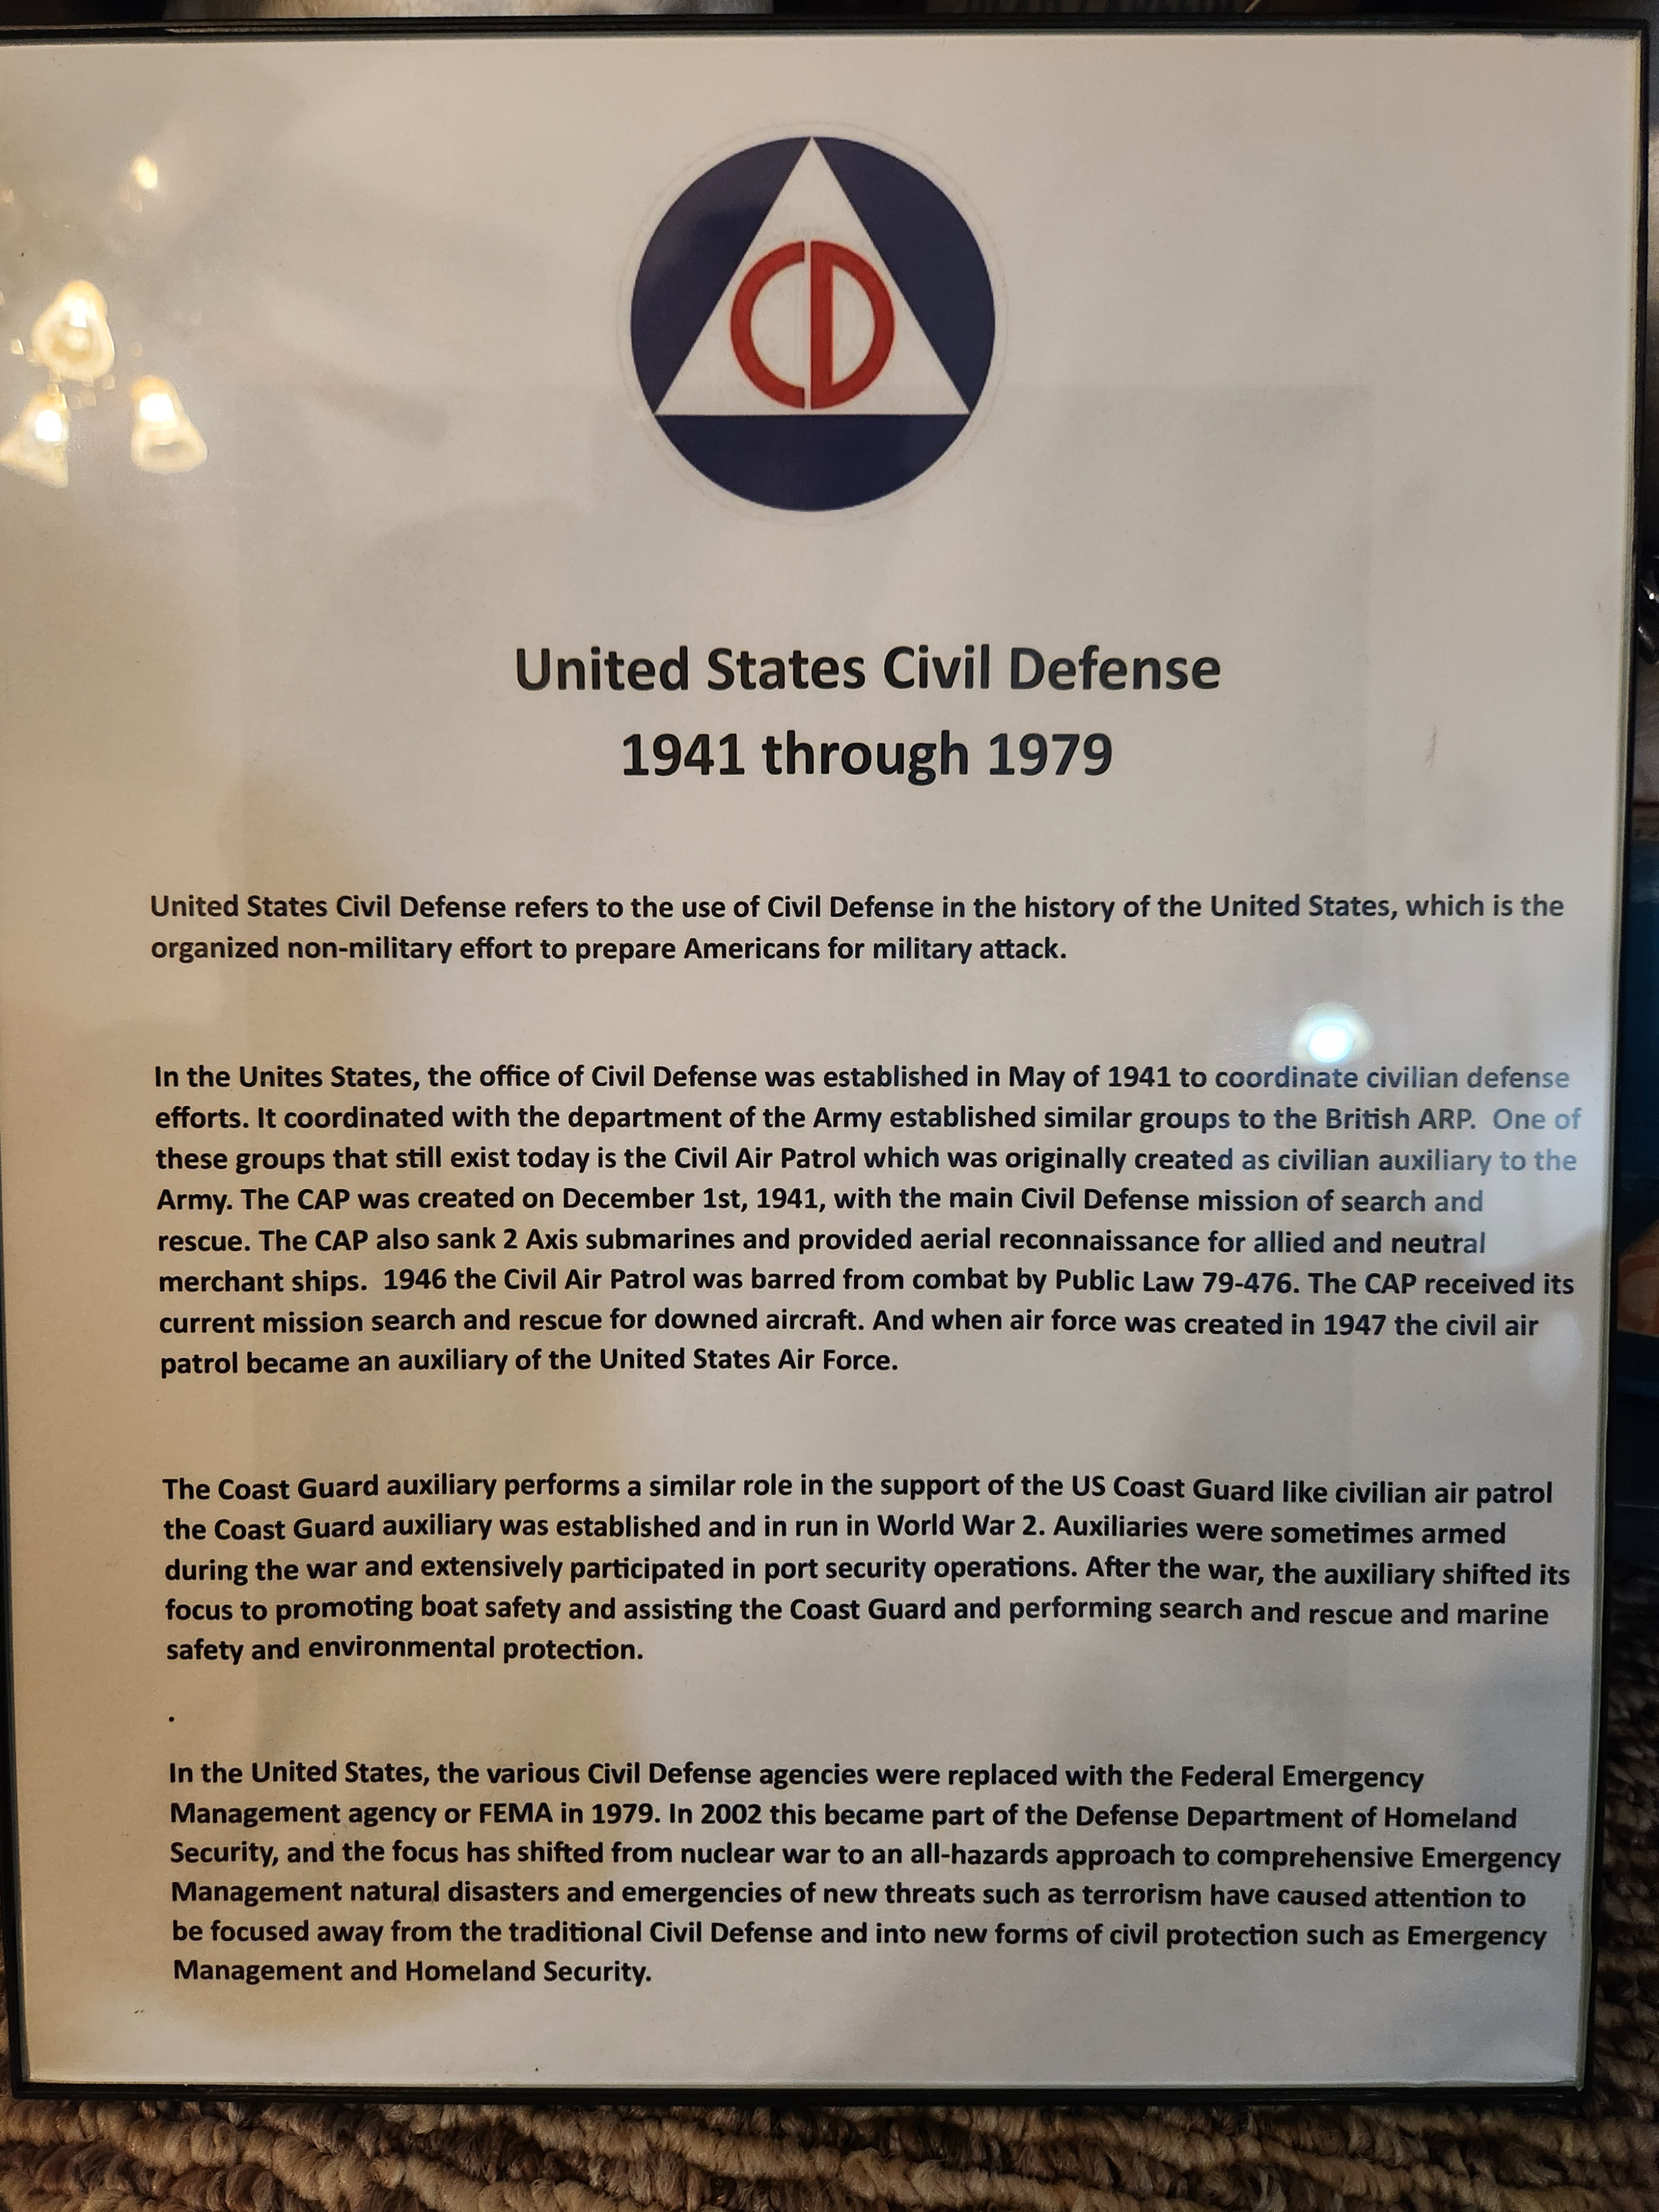 CD
United States Civil Defense
1941 through 1979
United States Civil Defense refers to the use of Civil Defense in the history of the United States, which is the
organized non-military effort to prepare Americans for military attack.
In the Unites States, the office of Civil Defense was established in May of 1941 to coordinate civilian defense
efforts. It coordinated with the department of the Army established similar groups to the British ARP.  One of
these groups that still exist today is the Civil Air Patrol which was originally created as civilian auxiliary to the
Army. The CAP was created on December 1st, 1941, with the main Civil Defense mission of search and
rescue. The CAP also sank 2 Axis submarines and provided aerial reconnaissance for allied and neutral
merchant ships.  1946 the Civil Air Patrol was barred from combat by Public Law 79-476. The CAP received its
current mission search and rescue for downed aircraft. And when air force was created in 1947 the civil air
patrol became an auxiliary of the United States Air Force.
The Coast Guard auxiliary performs a similar role in the support of the US Coast Guard like civilian air patrol
the Coast Guard auxiliary was established and in run in World War 2. Auxiliaries were sometimes armed
during the war and extensively participated in port security operations. After the war, the auxiliary shifted its
focus to promoting boat safety and assisting the Coast Guard and performing search and rescue and marine
safety and environmental protection.
.
In the United States, the various Civil Defense agencies were replaced with the Federal Emergency
Management agency or FEMA in 1979. In 2002 this became part of the Defense Department of Homeland
Security, and the focus has shifted from nuclear war to an all-hazards approach to comprehensive Emergency
Management natural disasters and emergencies of new threats such as terrorism have caused attention to
be focused away from the traditional Civil Defense and into new forms of civil protection such as Emergency
Management and Homeland Security.